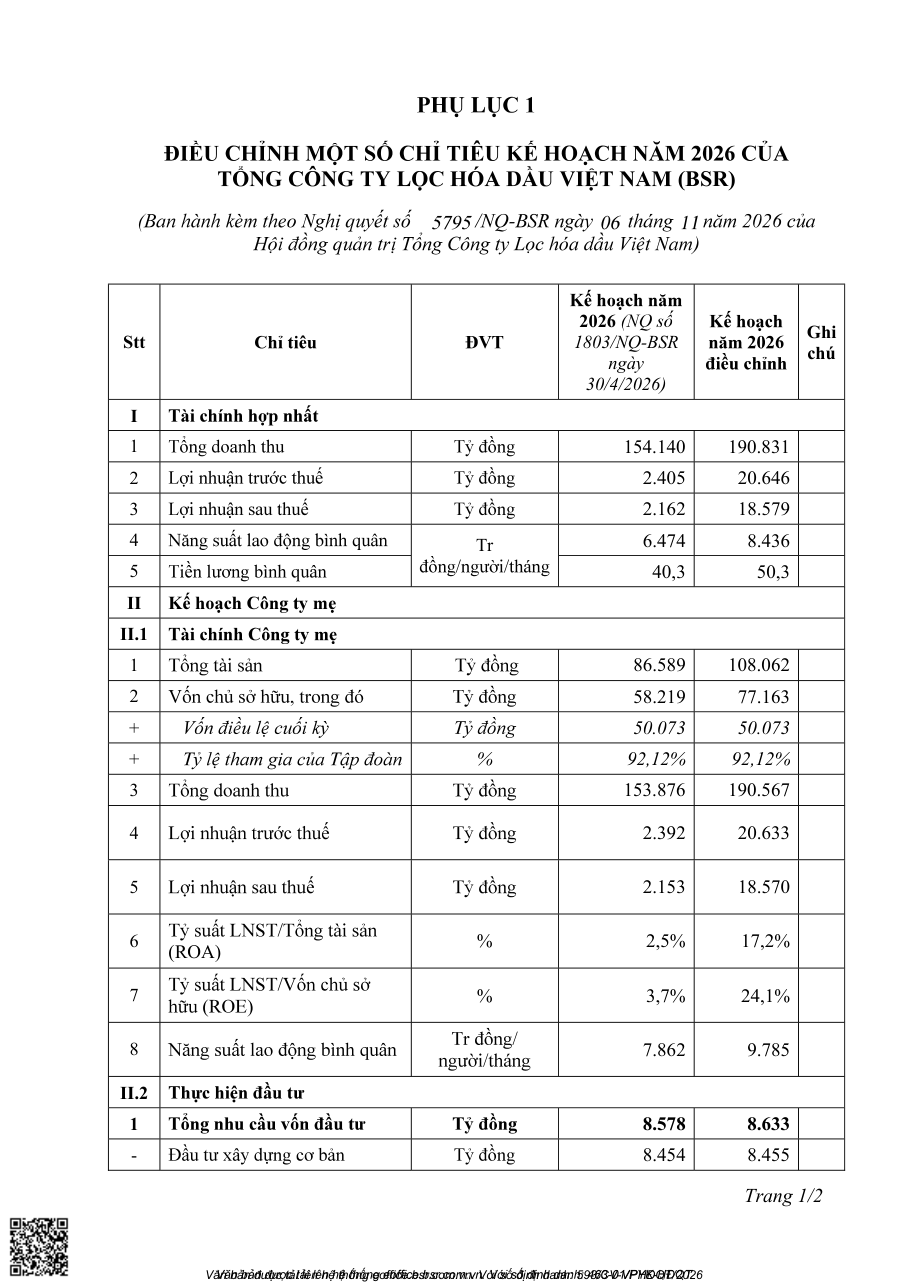 PHỤ LỤC 1
ĐIỀU CHỈNH MỘT SỐ CHỈ TIÊU KẾ HOẠCH NĂM 2026 CỦA
TỔNG CÔNG TY LỌC HÓA DẦU VIỆT NAM (BSR)
(Ban hành kèm theo Nghị quyết số 5795/NQ-BSR ngày 06 tháng 11 năm 2026 của
Hội đồng quản trị Tổng Công ty Lọc hóa dầu Việt Nam)
Stt Chỉ tiêu ĐVT Kế hoạch năm 2026 (NQ số 1803/NQ-BSR ngày 30/4/2026) Kế hoạch năm 2026 điều chỉnh Ghi chú
I Tài chính hợp nhất
1 Tổng doanh thu Tỷ đồng 154.140 190.831
2 Lợi nhuận trước thuế Tỷ đồng 2.405 20.646
3 Lợi nhuận sau thuế Tỷ đồng 2.162 18.579
4 Năng suất lao động bình quân Tr đồng/người/tháng 6.474 8.436
5 Tiền lương bình quân 40,3 50,3
II Kế hoạch Công ty mẹ
II.1 Tài chính Công ty mẹ
1 Tổng tài sản Tỷ đồng 86.589 108.062
2 Vốn chủ sở hữu, trong đó Tỷ đồng 58.219 77.163
+ Vốn điều lệ cuối kỳ Tỷ đồng 50.073 50.073
+ Tỷ lệ tham gia của Tập đoàn % 92,12% 92,12%
3 Tổng doanh thu Tỷ đồng 153.876 190.567
4 Lợi nhuận trước thuế Tỷ đồng 2.392 20.633
5 Lợi nhuận sau thuế Tỷ đồng 2.153 18.570
6 Tỷ suất LNST/Tổng tài sản (ROA) % 2,5% 17,2%
7 Tỷ suất LNST/Vốn chủ sở hữu (ROE) % 3,7% 24,1%
8 Năng suất lao động bình quân Tr đồng/ người/tháng 7.862 9.785
II.2 Thực hiện đầu tư
1 Tổng nhu cầu vốn đầu tư Tỷ đồng 8.578 8.633
- Đầu tư xây dựng cơ bản Tỷ đồng 8.454 8.455
Trang 1/2